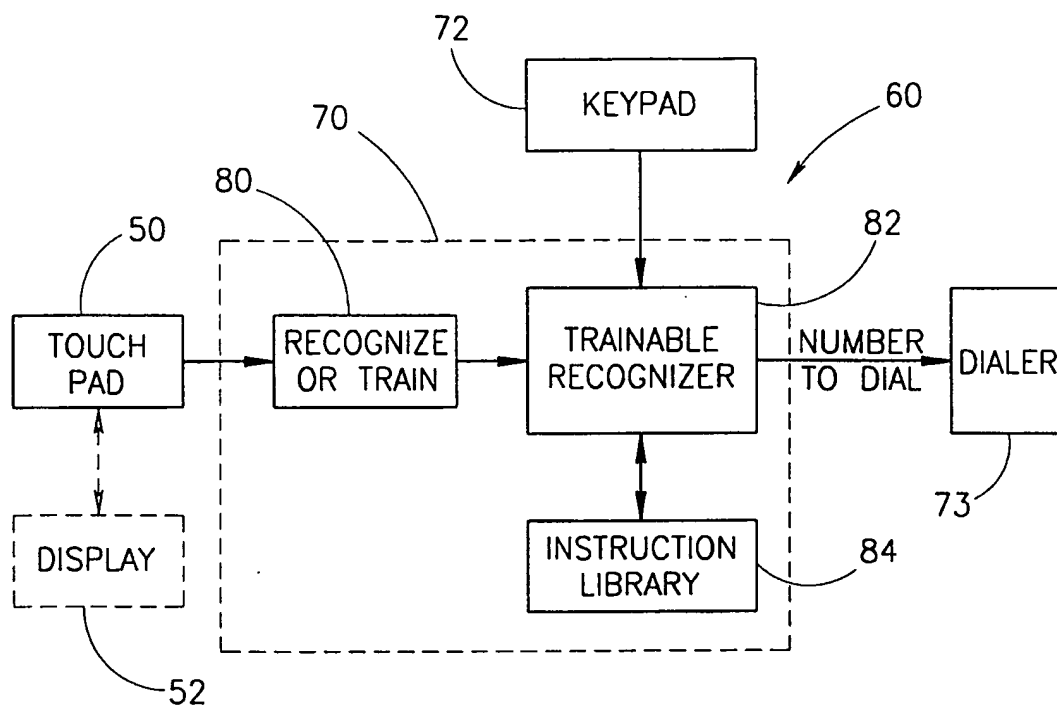 72
KEYPAD
60
70
80
82
50
TOUCH
PAD
RECOGNIZE
OR TRAIN
TRAINABLE
RECOGNIZER
NUMBER
TO DIAL
DIALER
73
DISPLAY
52
INSTRUCTION
LIBRARY
84